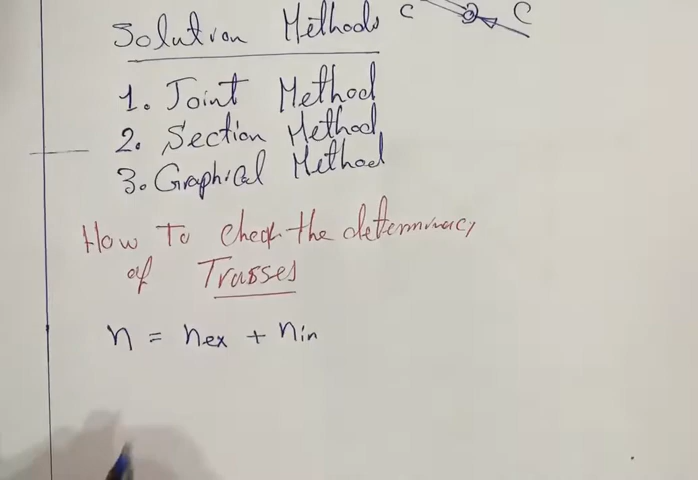 Solution Methods C C
1. Joint Method
2. Section Method
3. Graphical Method
How To check the determinacy
of Trusses
n = nex + nin